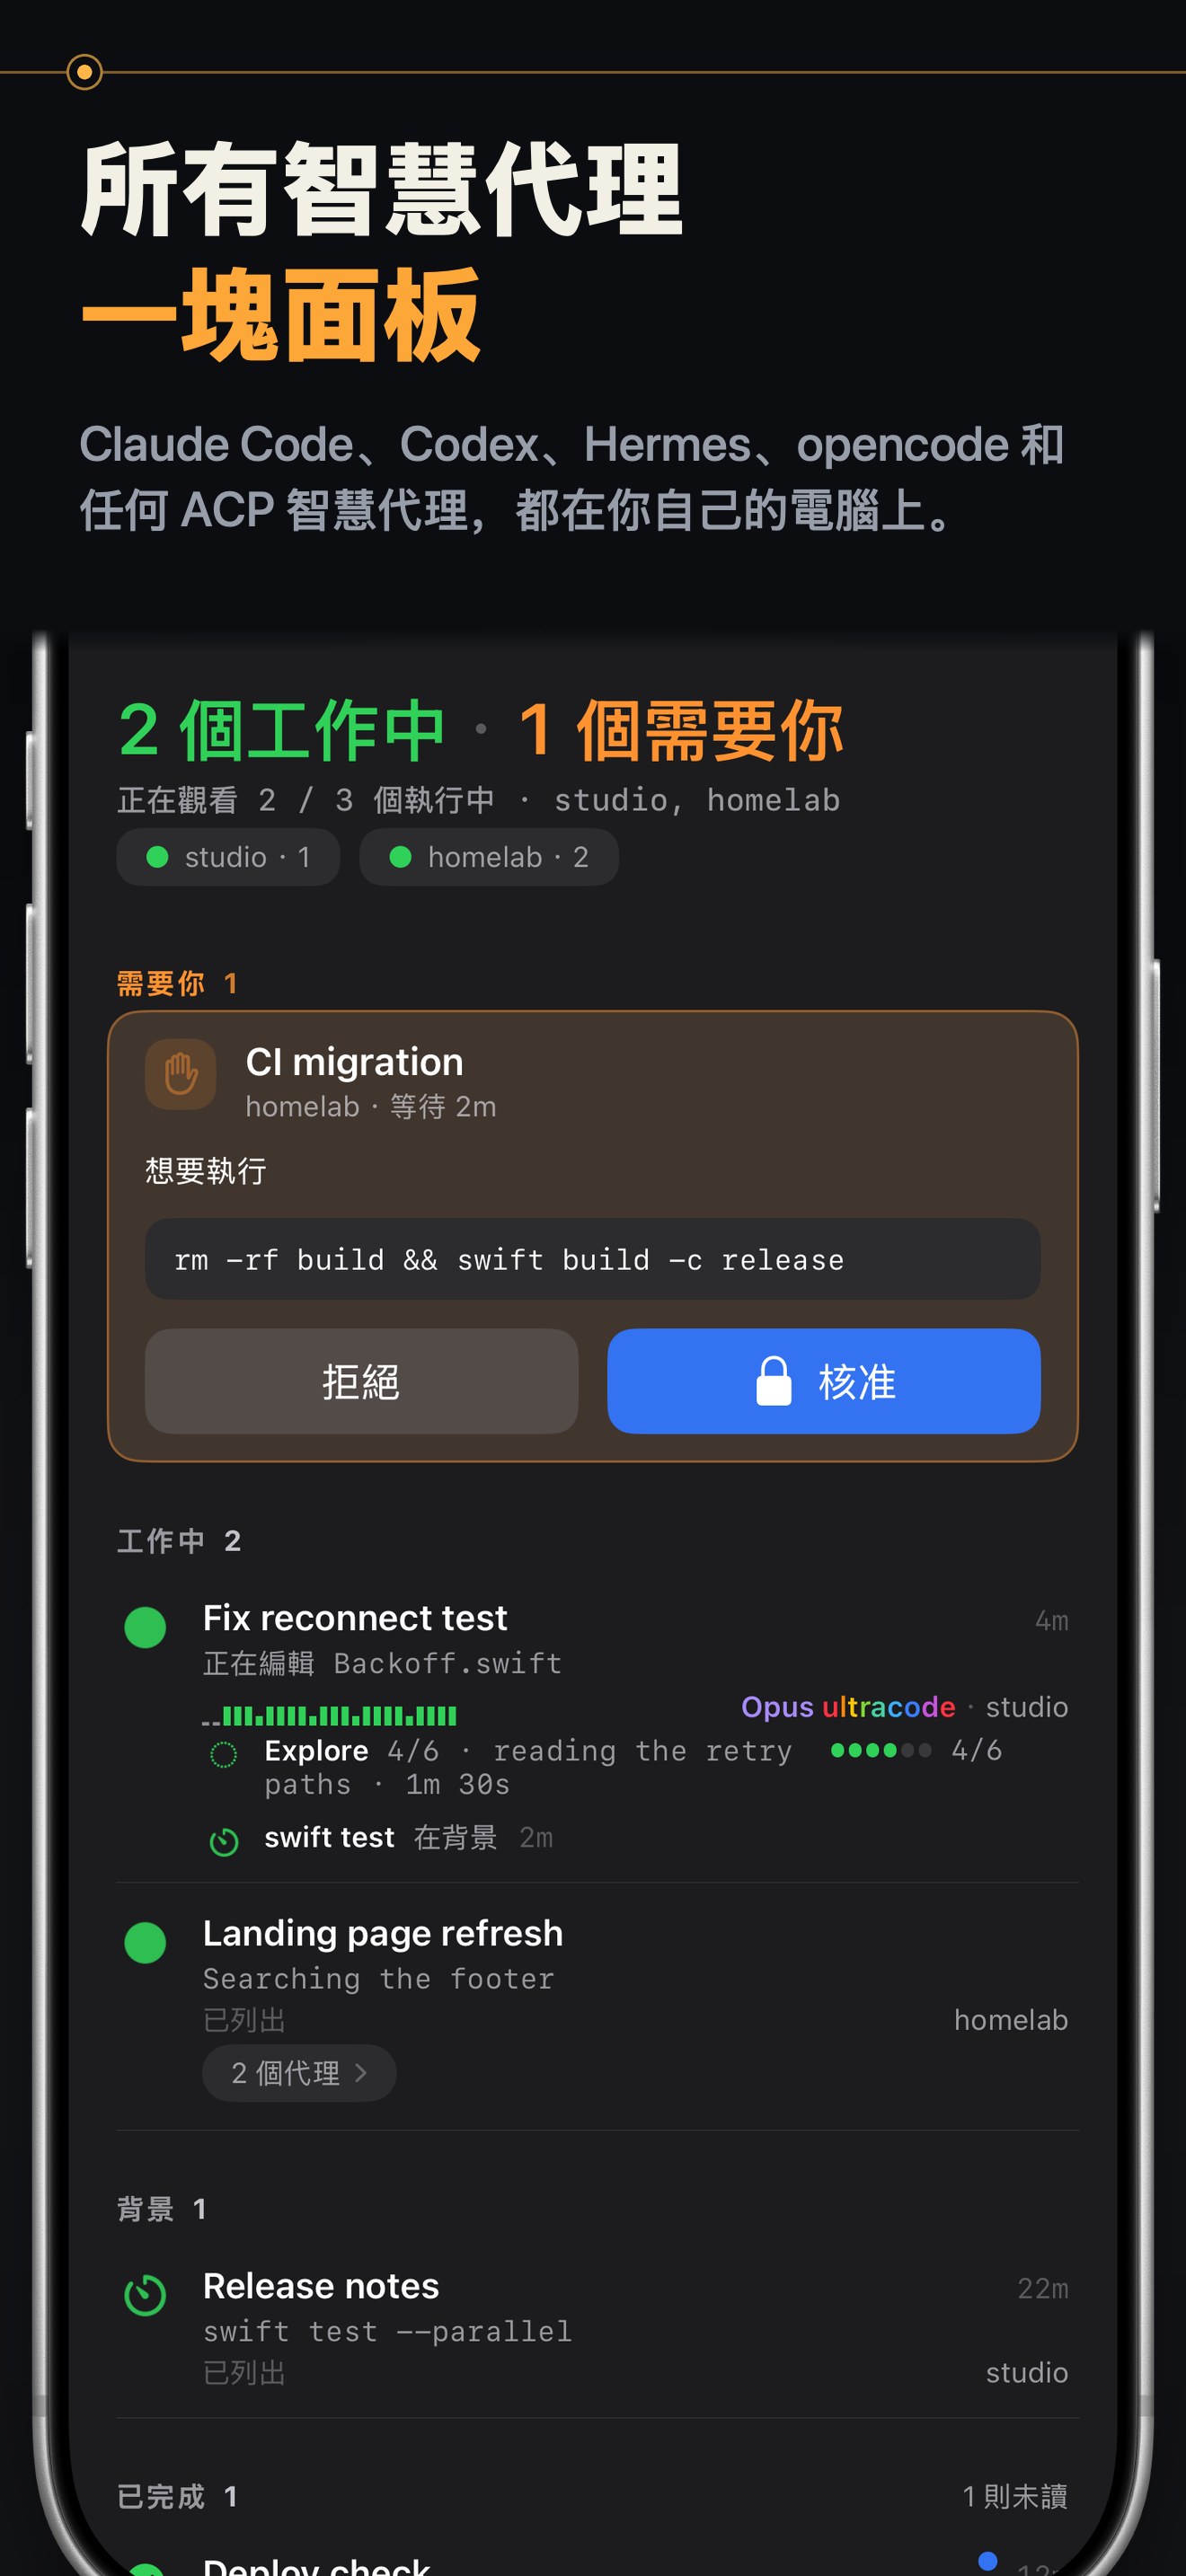 所有智慧代理
一塊面板
Claude Code、Codex、Hermes、opencode 和
任何 ACP 智慧代理，都在你自己的電腦上。
2 個工作中 · 1 個需要你
正在觀看 2 / 3 個執行中 · studio, homelab
studio · 1
homelab · 2
需要你 1
CI migration
homelab · 等待 2m
想要執行
rm -rf build && swift build -c release
拒絕
核准
工作中 2
Fix reconnect test 4m
正在編輯 Backoff.swift
Opus ultracode · studio
Explore 4/6 · reading the retry 4/6
paths · 1m 30s
swift test 在背景 2m
Landing page refresh
Searching the footer
已列出 homelab
2 個代理
背景 1
Release notes 22m
swift test --parallel
已列出 studio
已完成 1 1 則未讀
Deploy check